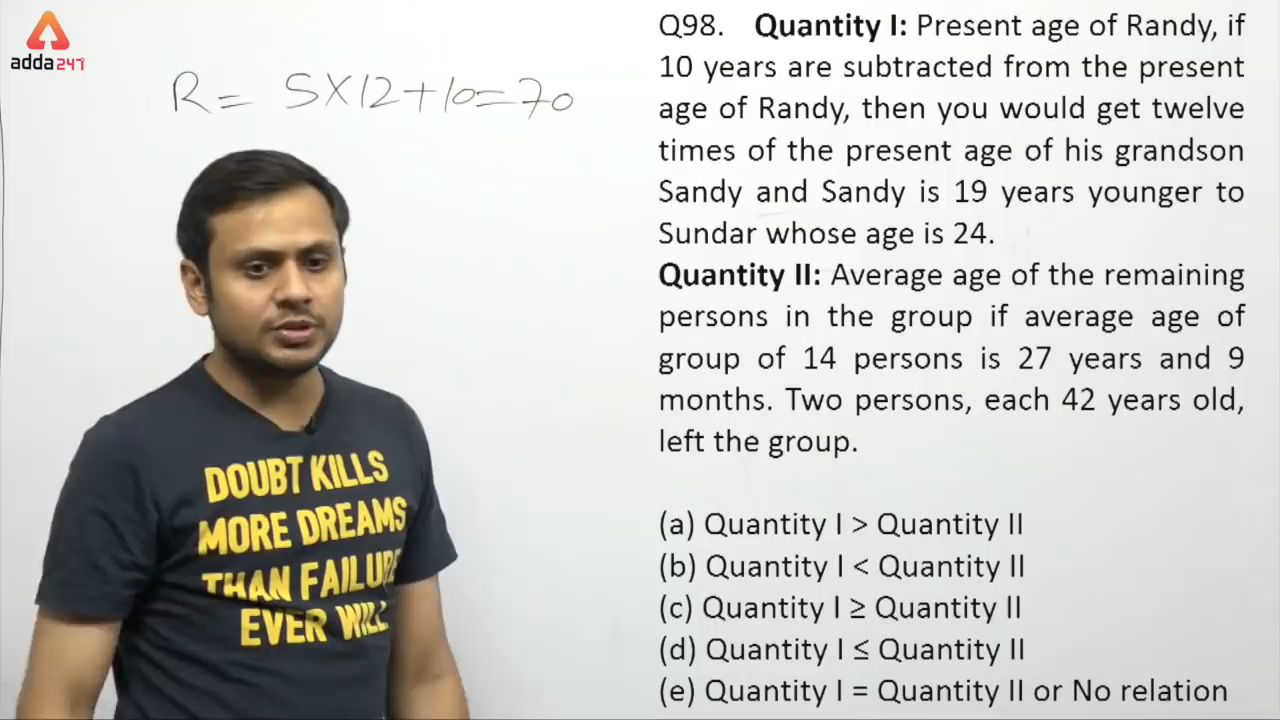 adda247
R = 5X12+10=70
DOUBT KILLS
MORE DREAMS
THAN FAILURE
EVER WILL
Q98. Quantity I: Present age of Randy, if
10 years are subtracted from the present
age of Randy, then you would get twelve
times of the present age of his grandson
Sandy and Sandy is 19 years younger to
Sundar whose age is 24.
Quantity II: Average age of the remaining
persons in the group if average age of
group of 14 persons is 27 years and 9
months. Two persons, each 42 years old,
left the group.
(a) Quantity I > Quantity II
(b) Quantity I < Quantity II
(c) Quantity I ≥ Quantity II
(d) Quantity I ≤ Quantity II
(e) Quantity I = Quantity II or No relation